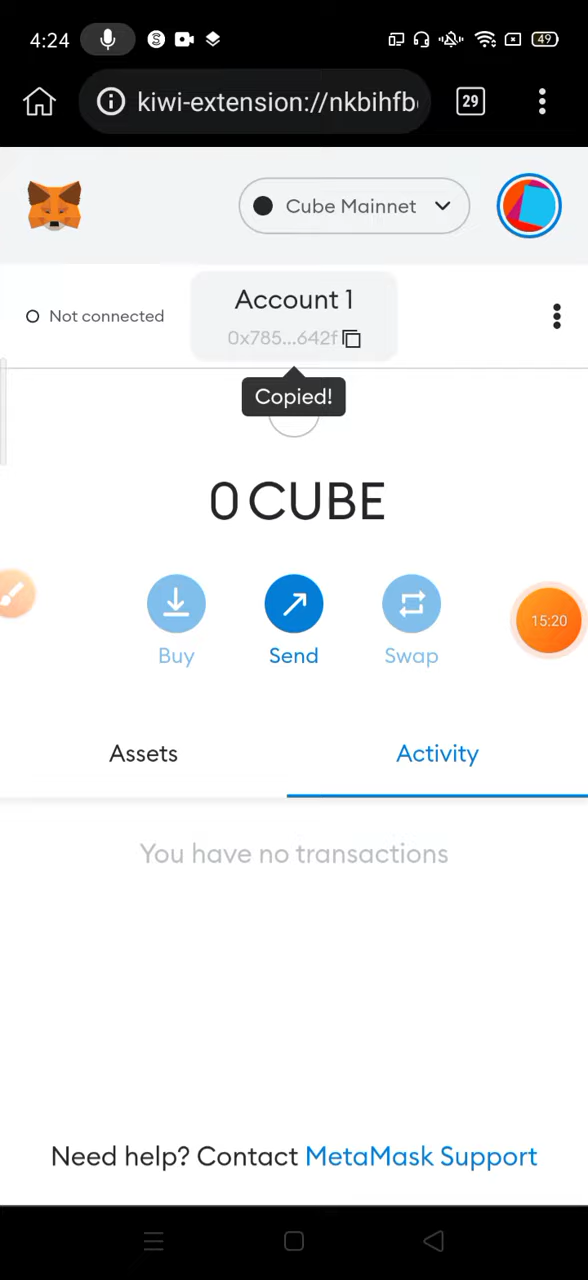 4:24
49
kiwi-extension://nkbihfb
29
Cube Mainnet
Not connected
Account 1
0x785...642f
Copied!
0 CUBE
Buy
Send
Swap
15:20
Assets
Activity
You have no transactions
Need help? Contact MetaMask Support